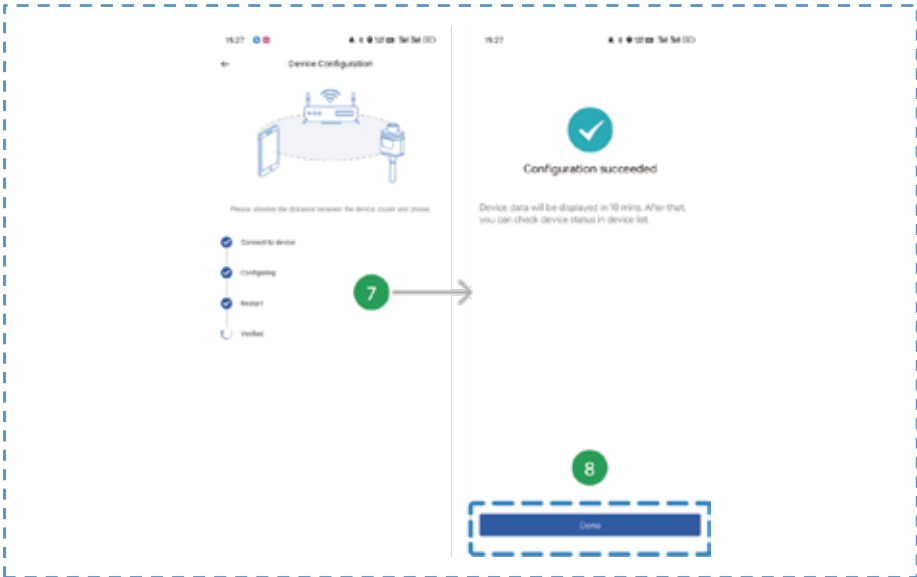 15:27
Device Configuration
Please shorten the distance between the device, router and phone.
Connect to device
Configuring
Restart
Verified
7
15:27
Configuration succeeded
Device data will be displayed in 10 mins. After that,
you can check device status in device list.
8
Done